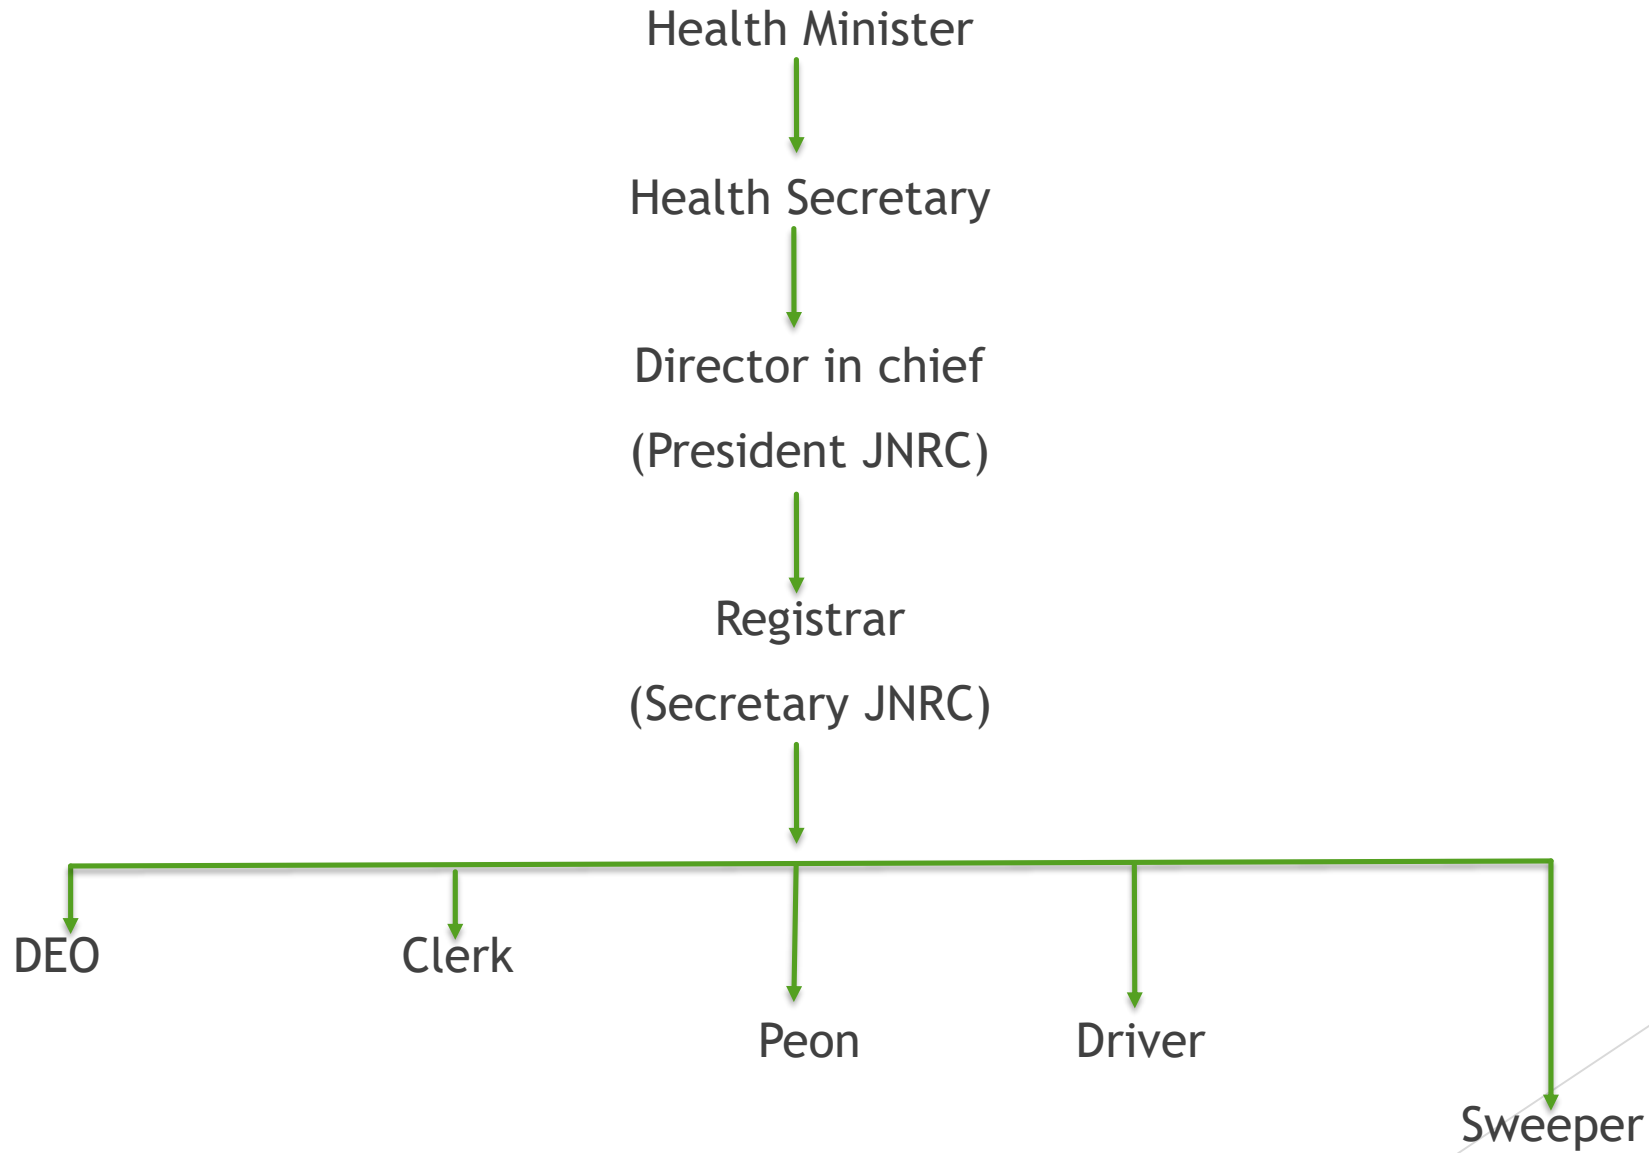 Health Minister
Health Secretary
Director in chief
(President JNRC)
Registrar
(Secretary JNRC)
DEO
Clerk
Peon
Driver
Sweeper